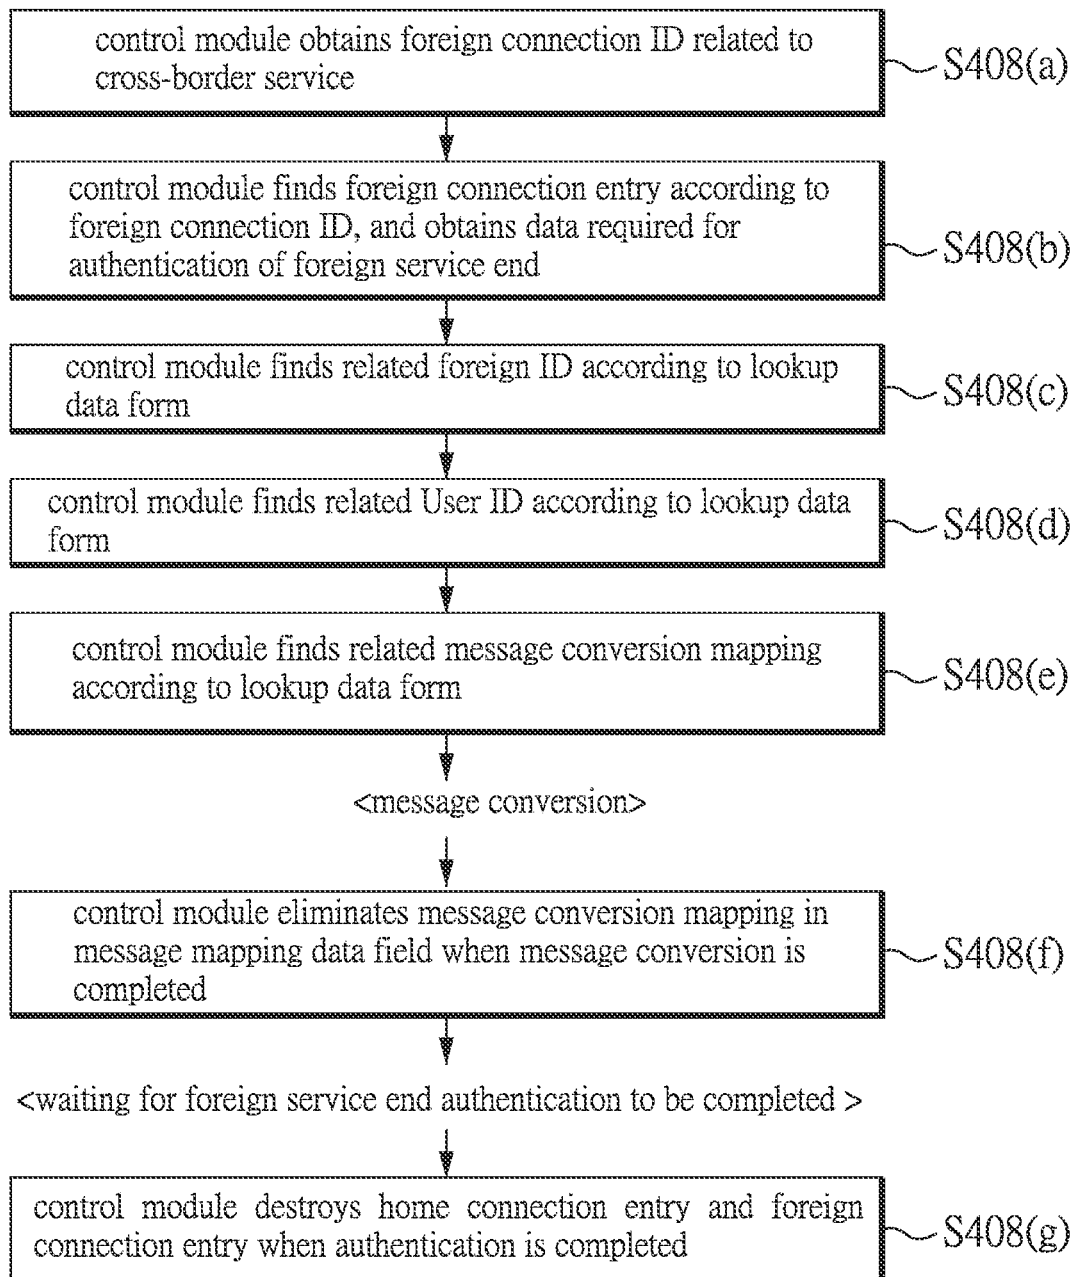 control module obtains foreign connection ID related to
cross-border service
S408(a)
control module finds foreign connection entry according to
foreign connection ID, and obtains data required for
authentication of foreign service end
S408(b)
control module finds related foreign ID according to lookup
data form
S408(c)
control module finds related User ID according to lookup data
form
S408(d)
control module finds related message conversion mapping
according to lookup data form
S408(e)
<message conversion>
control module eliminates message conversion mapping in
message mapping data field when message conversion is
completed
S408(f)
<waiting for foreign service end authentication to be completed >
control module destroys home connection entry and foreign
connection entry when authentication is completed
S408(g)